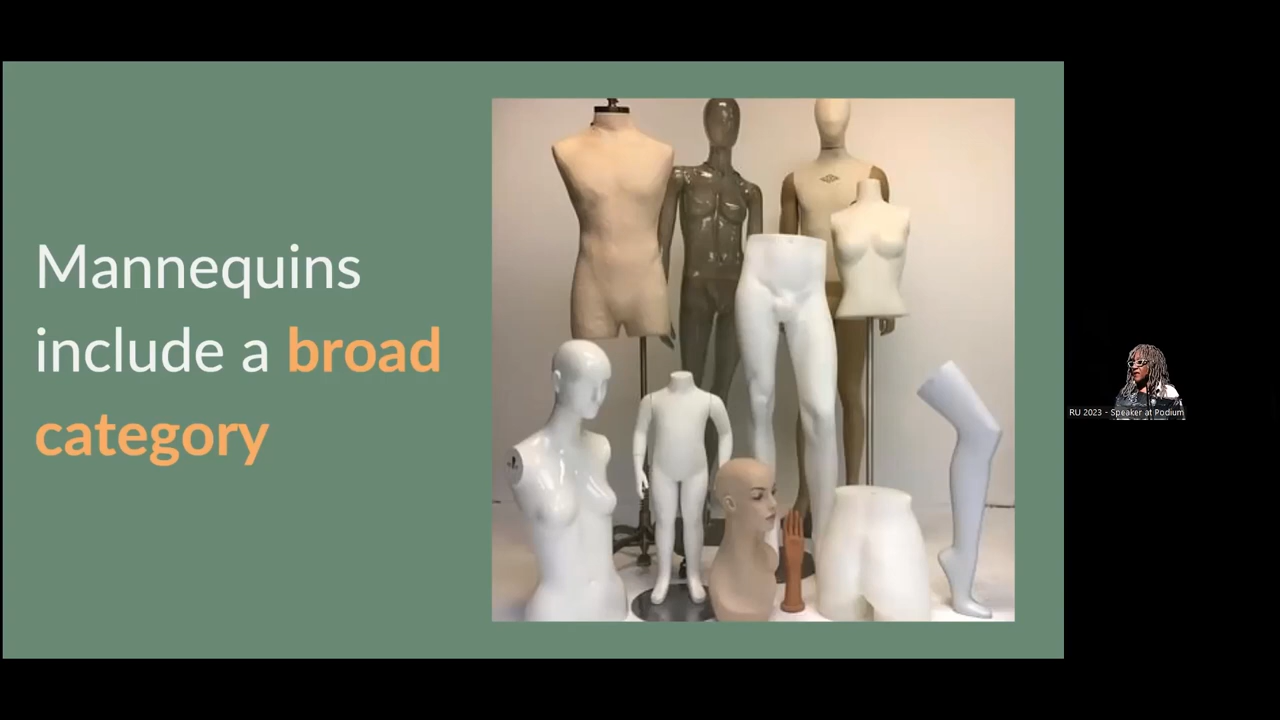 Mannequins
include a broad
category
RU 2023 - Speaker at Podium